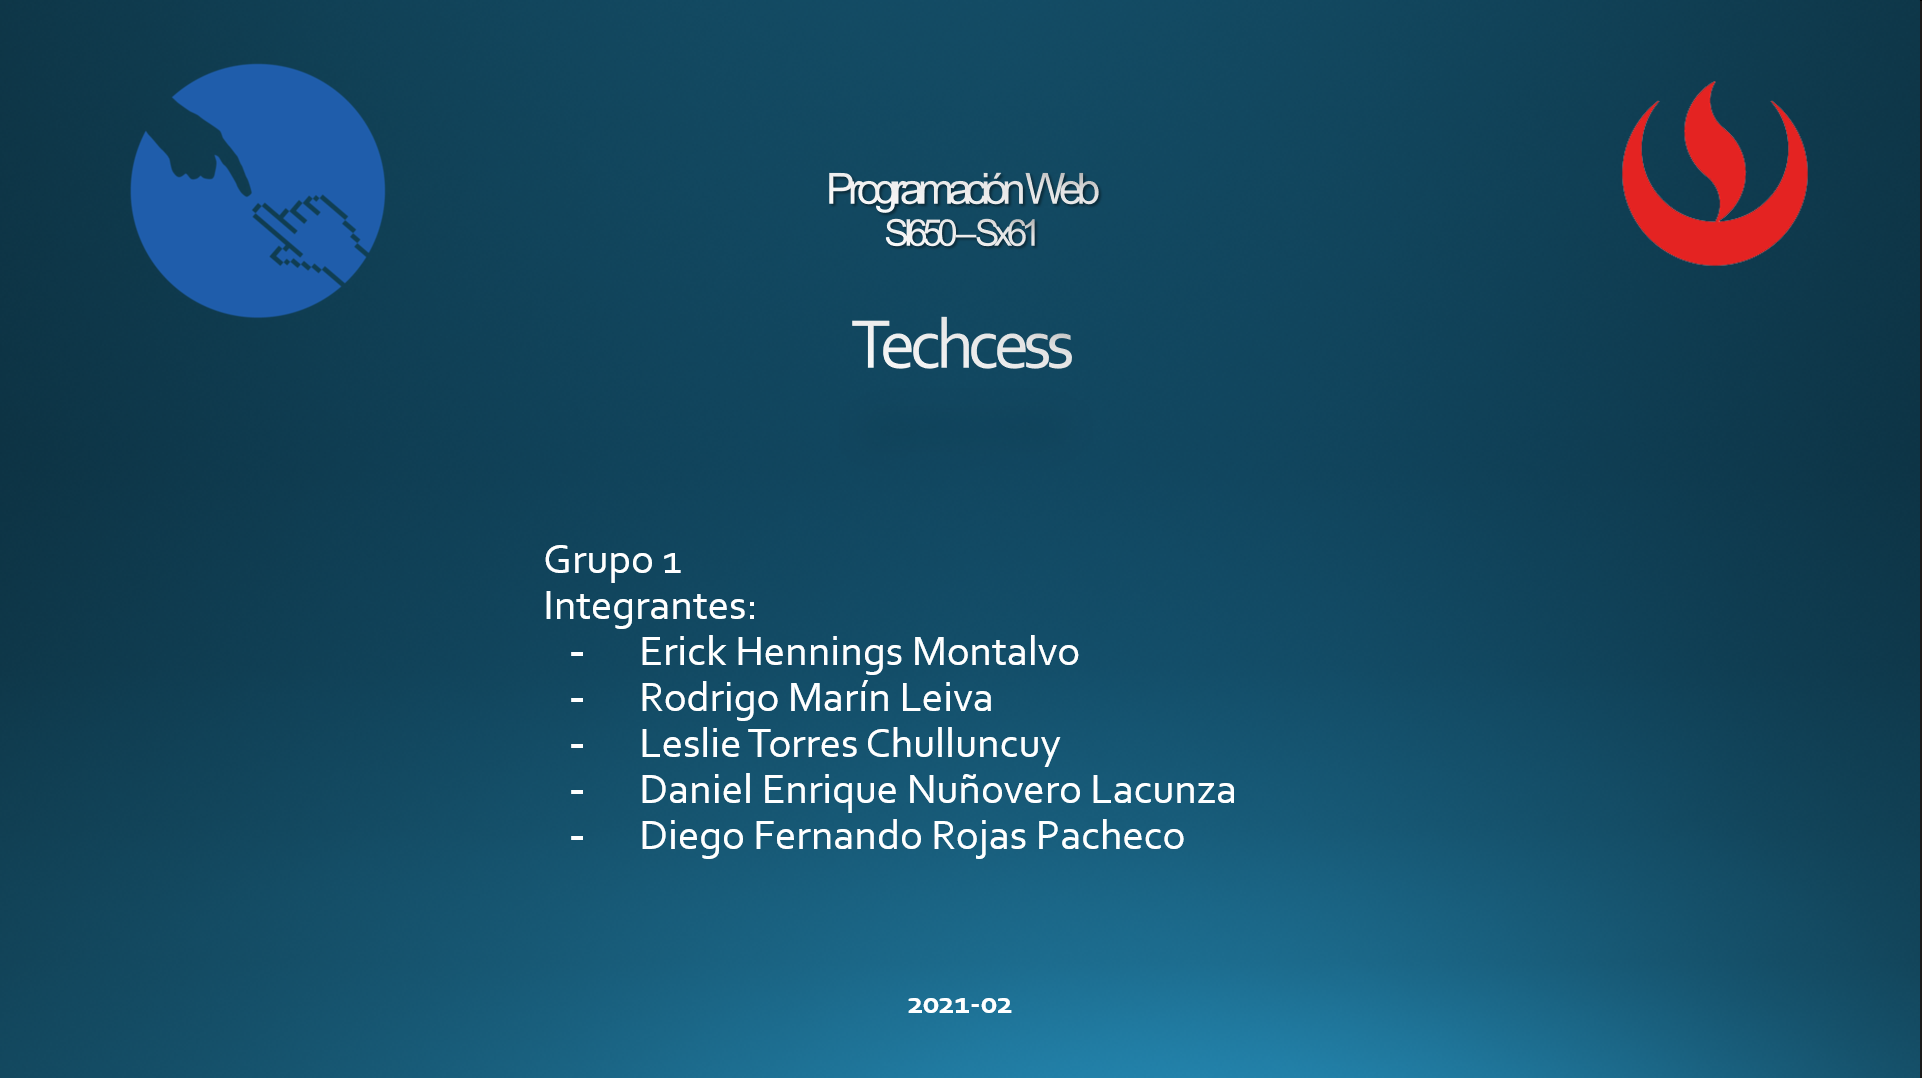 Programación Web
SI650 – Sx61
Techcess
Grupo 1
Integrantes:
- Erick Hennings Montalvo
- Rodrigo Marín Leiva
- Leslie Torres Chulluncuy
- Daniel Enrique Nuñovero Lacunza
- Diego Fernando Rojas Pacheco
2021-02